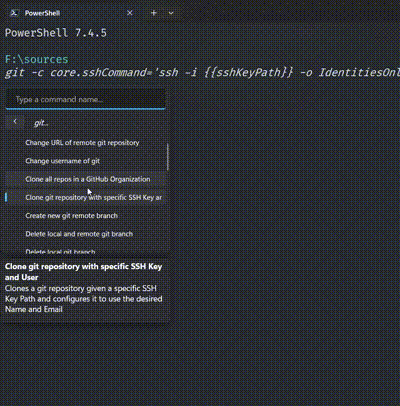 PowerShell
PowerShell 7.4.5
F:\sources
git -c core.sshCommand='ssh -i {{sshKeyPath}} -o IdentitiesOnl
Type a command name...
git...
Change URL of remote git repository
Change username of git
Clone all repos in a GitHub Organization
Clone git repository with specific SSH Key ar
Create new git remote branch
Delete local and remote git branch
Delete local git branch
Clone git repository with specific SSH Key
and User
Clones a git repository given a specific SSH
Key Path and configures it to use the desired
Name and Email